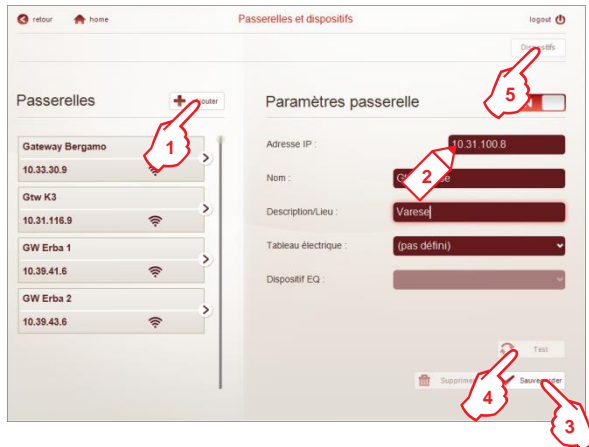 retour
home
Passerelles et dispositifs
logout
Passerelles
Paramètres passerelle
Gateway Bergamo
10.33.30.9
Gtw K3
10.31.116.9
GW Erba 1
10.39.41.6
GW Erba 2
10.39.43.6
Adresse IP :
10.31.100.8
Nom :
Description/Lieu :
Varese
Tableau électrique :
(pas défini)
Dispositif EQ :
Test
Sauvegarder
1
2
3
4
5